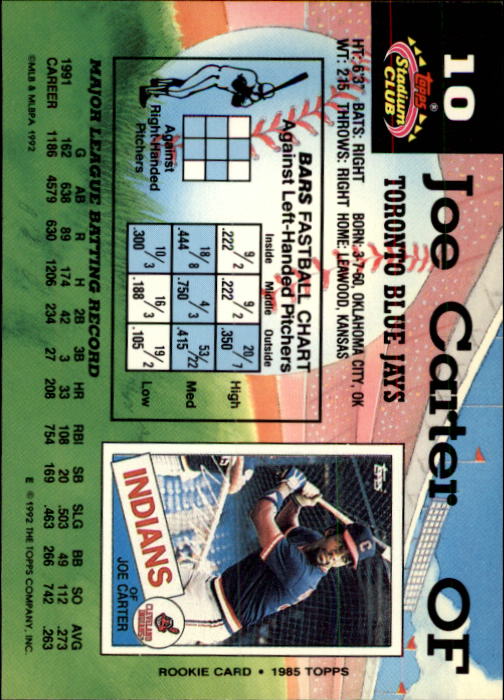 10
TOPPS®
Stadium
CLUB
Joe Carter OF
TORONTO BLUE JAYS
HT: 6'3" BATS: RIGHT BORN: 3-7-60, OKLAHOMA CITY, OK
WT: 215 THROWS: RIGHT HOME: LEAWOOD, KANSAS
BARS FASTBALL CHART
Against Left-Handed Pitchers
Inside Middle Outside
9/2 9/2 20/7
.222 .222 .350 High
18/8 4/3 53/22
.444 .750 .415 Med
10/3 16/3 19/2
.300 .188 .105 Low
Against
Right-Handed
Pitchers
TOPPS
INDIANS
OF
JOE CARTER
CLEVELAND
INDIANS
ROOKIE CARD • 1985 TOPPS
MAJOR LEAGUE BATTING RECORD
G AB R H 2B 3B HR RBI SB SLG BB SO AVG
1991 162 638 89 174 42 3 33 108 20 .503 49 112 .273
CAREER 1186 4579 630 1206 234 27 208 754 169 .463 266 742 .263
©MLB & MLBPA 1992
E © 1992 THE TOPPS COMPANY, INC.